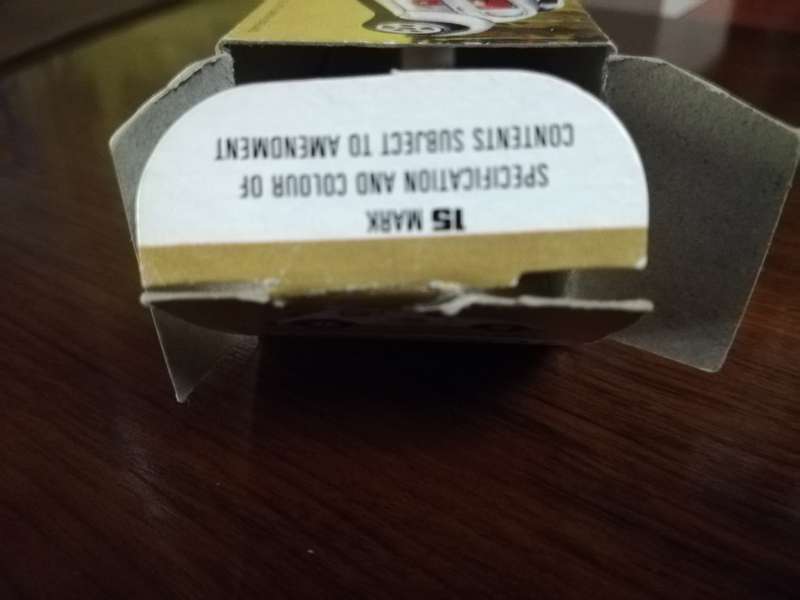 15 MARK
SPECIFICATION AND COLOUR OF
CONTENTS SUBJECT TO AMENDMENT